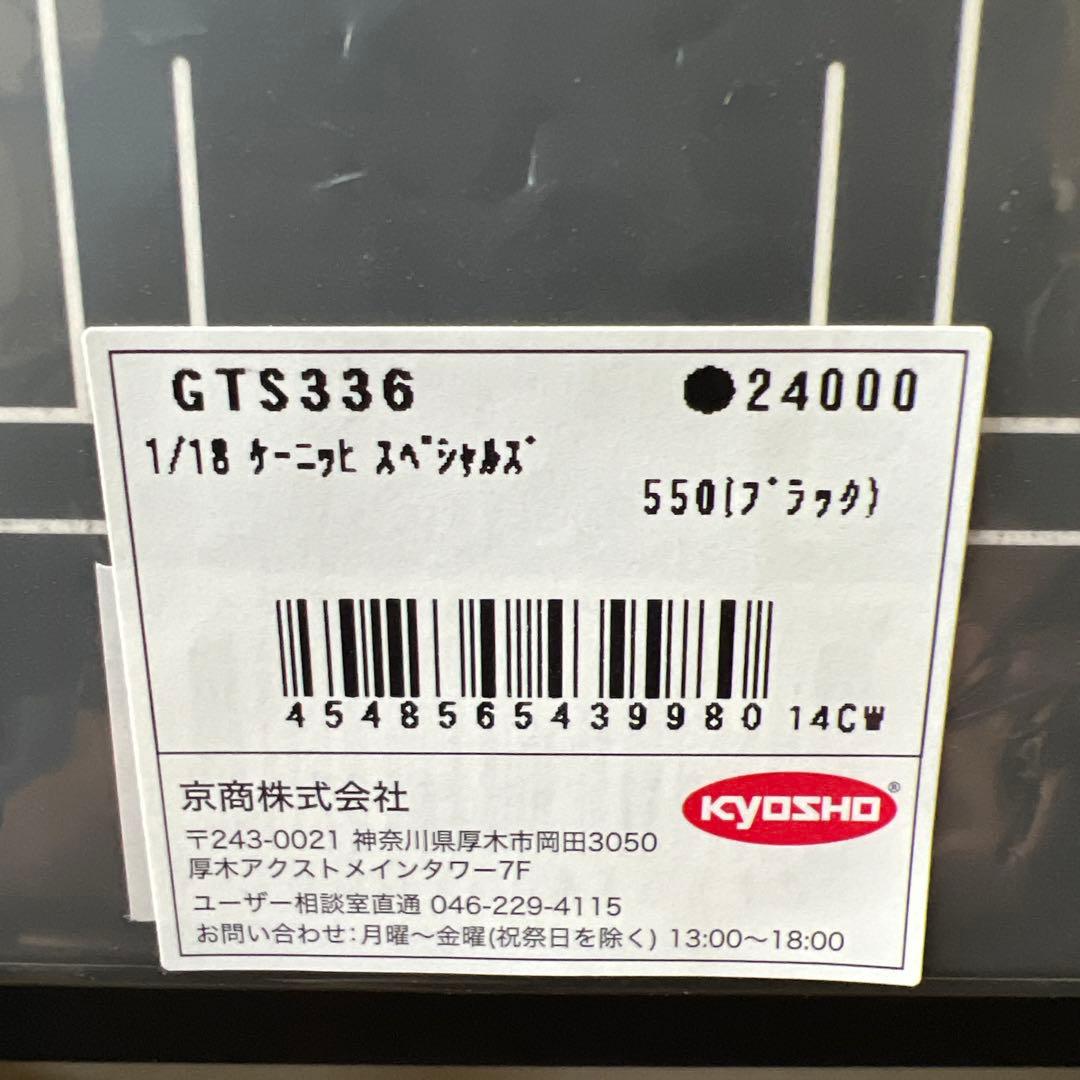 GTS336 ●24000
1/18 ｹｰﾆｯﾋ ｽﾍﾟｼｬﾙｽﾞ
550(ﾌﾞﾗｯｸ)
4548565439980 14CW
京商株式会社
KYOSHO®
〒243-0021 神奈川県厚木市岡田3050
厚木アクストメインタワー7F
ユーザー相談室直通 046-229-4115
お問い合わせ:月曜〜金曜(祝祭日を除く) 13:00〜18:00